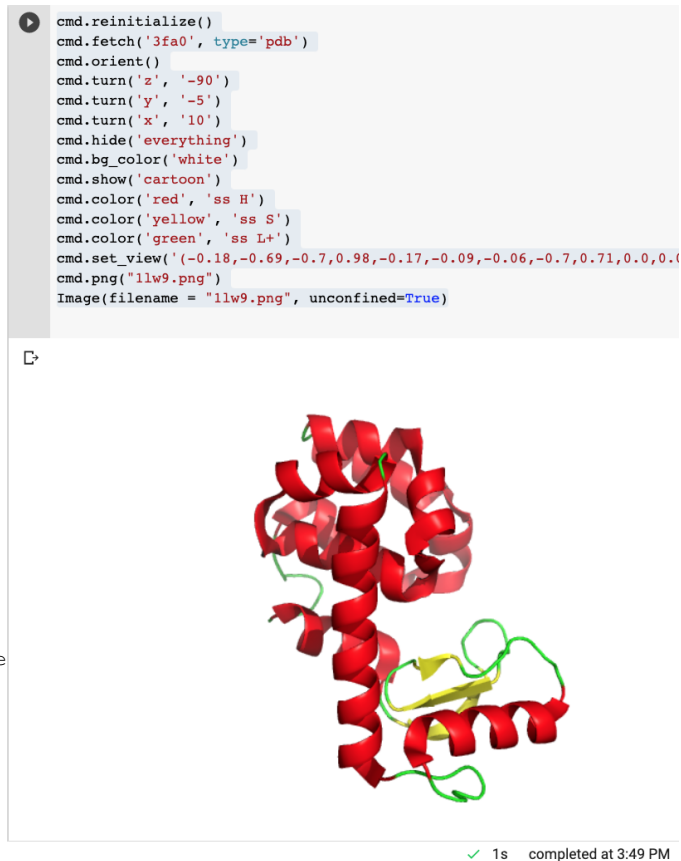 cmd.reinitialize()
cmd.fetch('3fa0', type='pdb')
cmd.orient()
cmd.turn('z', '-90')
cmd.turn('y', '-5')
cmd.turn('x', '10')
cmd.hide('everything')
cmd.bg_color('white')
cmd.show('cartoon')
cmd.color('red', 'ss H')
cmd.color('yellow', 'ss S')
cmd.color('green', 'ss L+')
cmd.set_view('(-0.18,-0.69,-0.7,0.98,-0.17,-0.09,-0.06,-0.7,0.71,0.0,0.0
cmd.png("1lw9.png")
Image(filename = "1lw9.png", unconfined=True)
e
1s completed at 3:49 PM